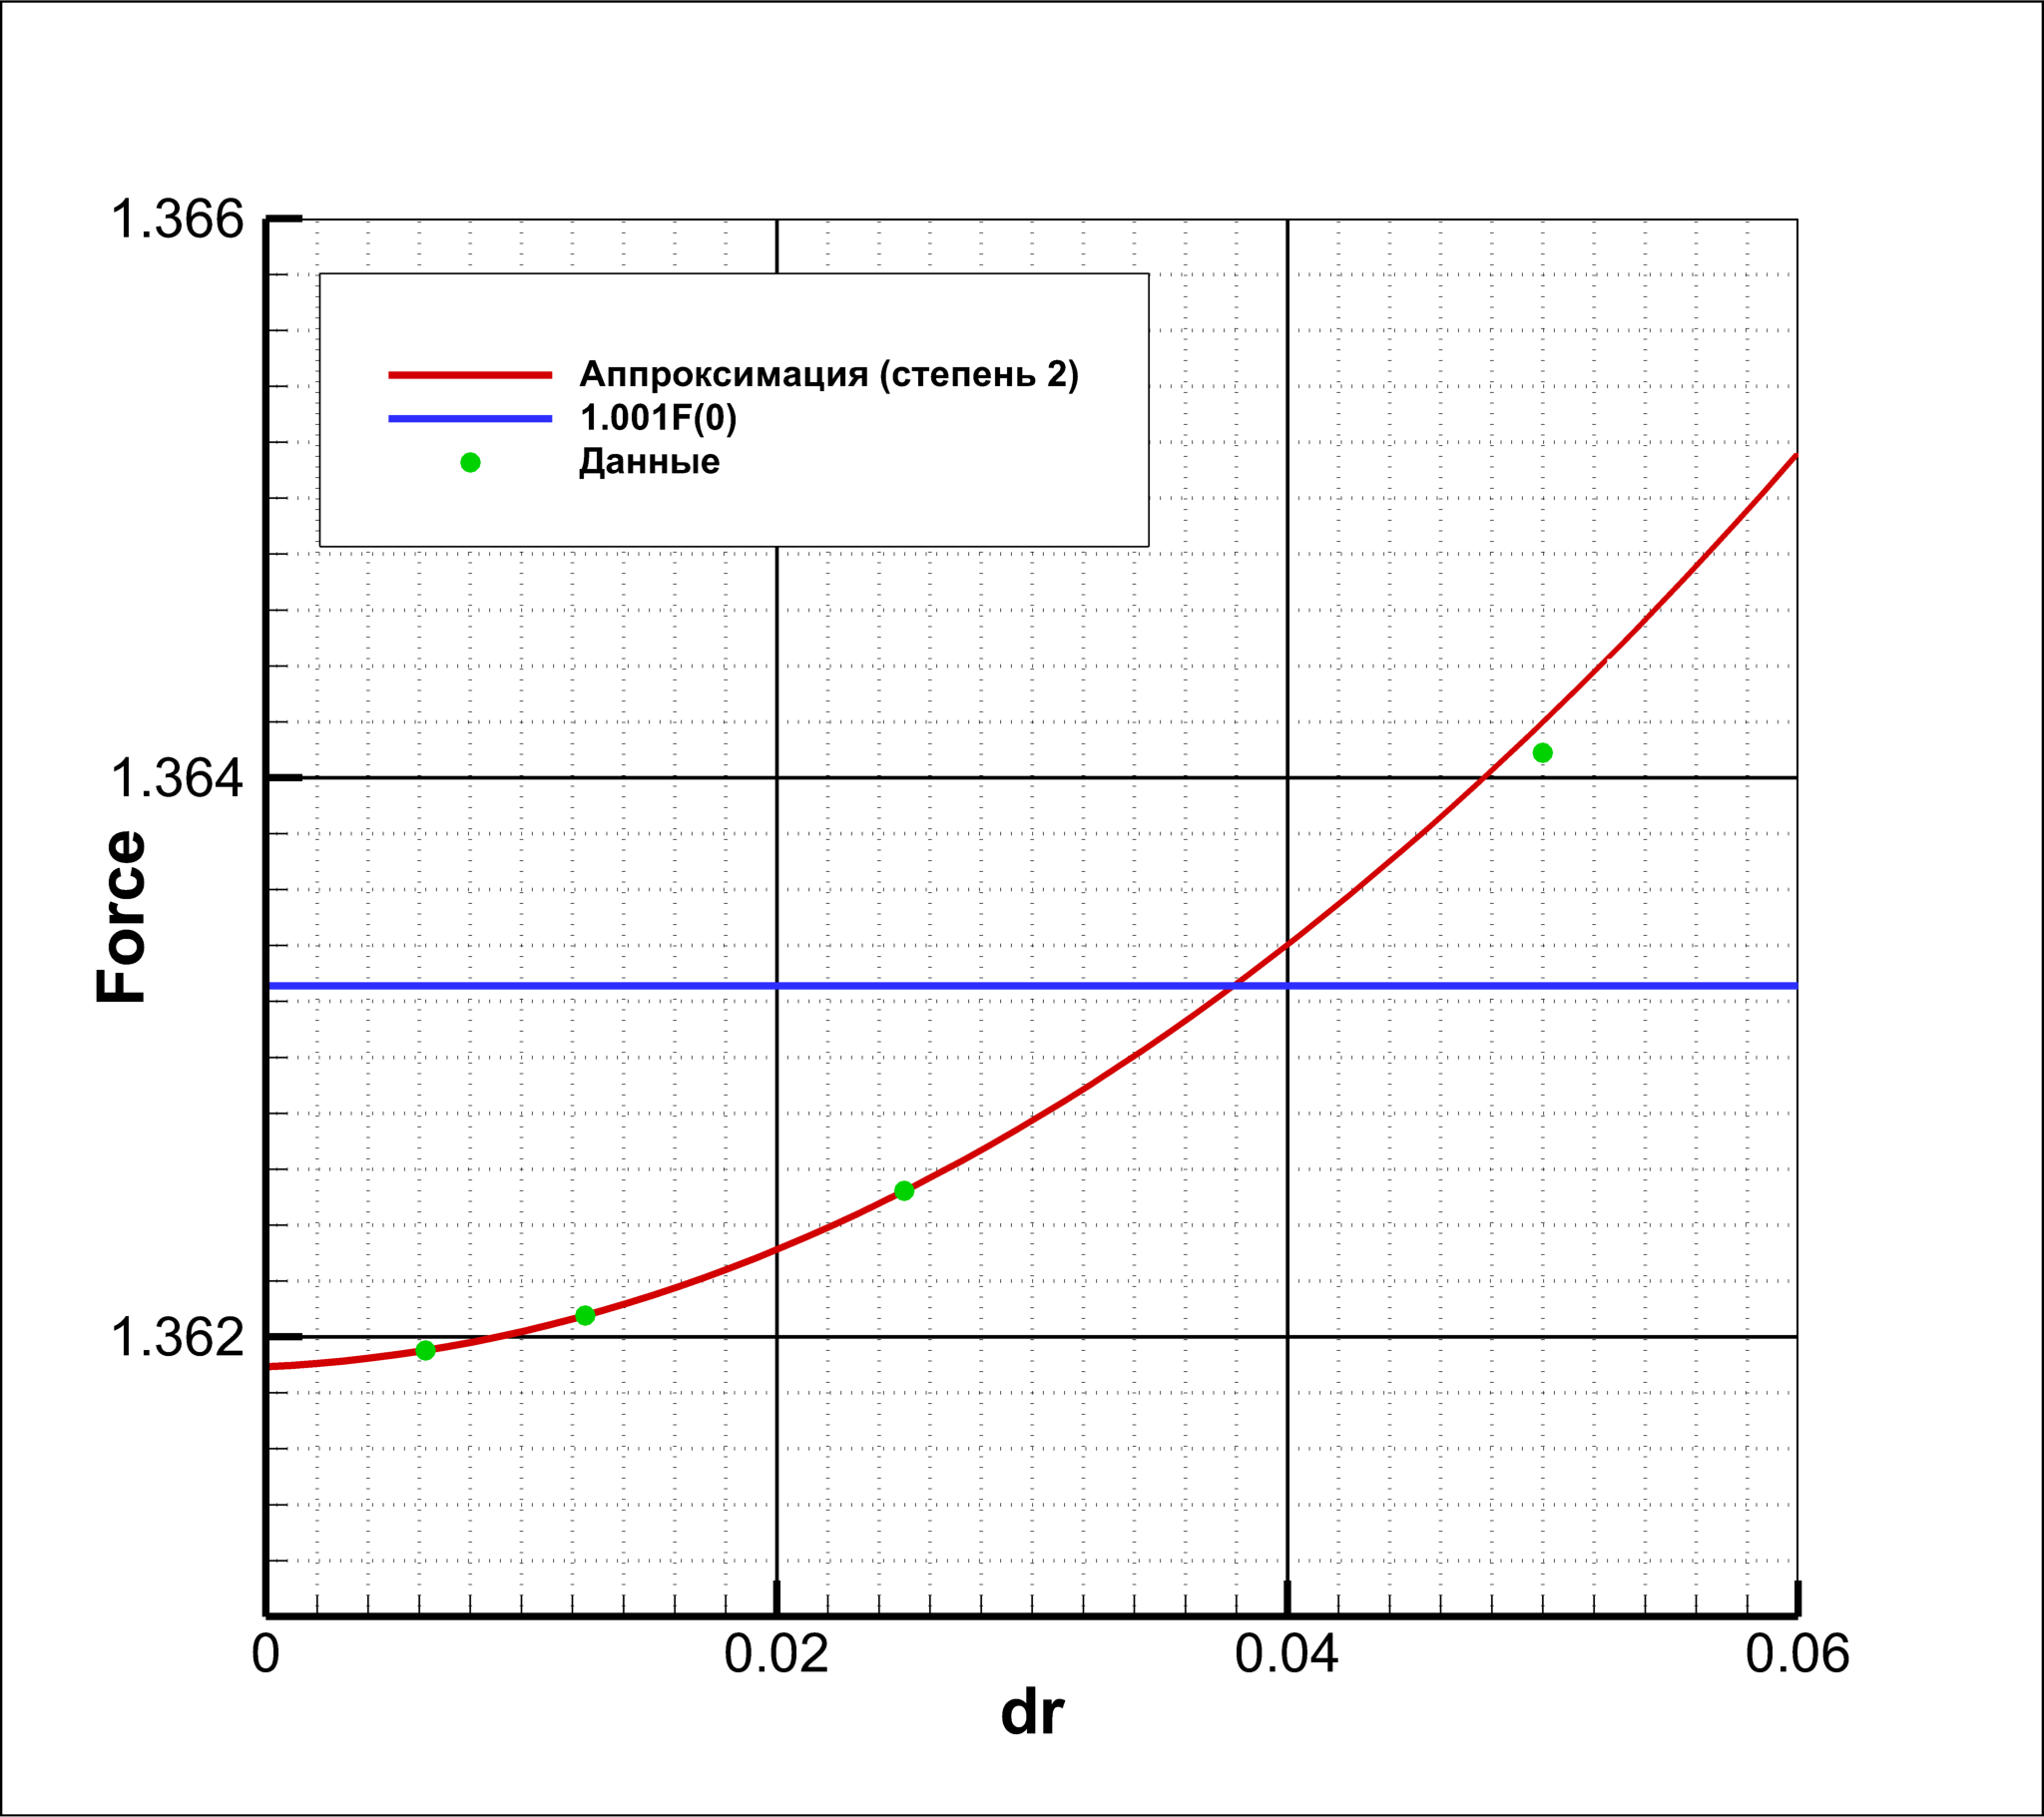 1.366
Аппроксимация (степень 2)
1.001F(0)
Данные
1.364
Force
1.362
0 0.02 0.04 0.06
dr